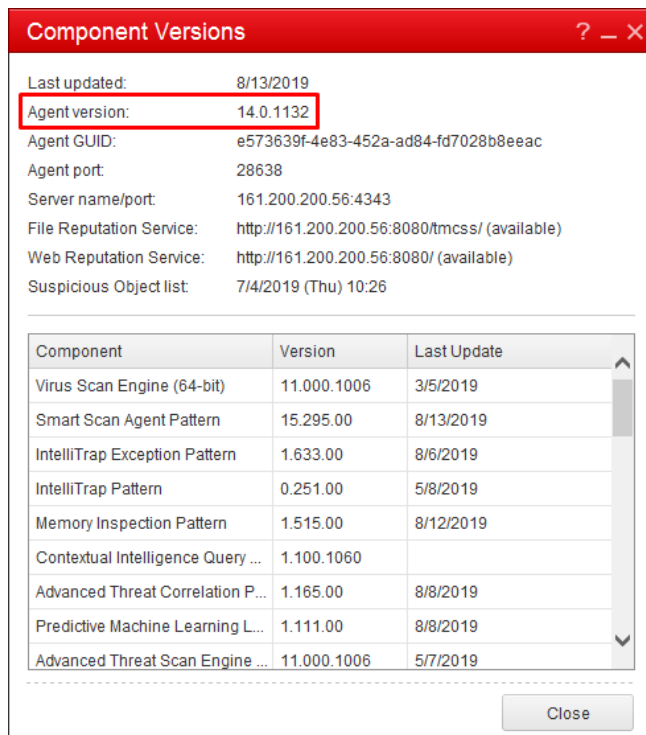 Component Versions
Last updated: 8/13/2019
Agent version: 14.0.1132
Agent GUID: e573639f-4e83-452a-ad84-fd7028b8eeac
Agent port: 28638
Server name/port: 161.200.200.56:4343
File Reputation Service: http://161.200.200.56:8080/tmcss/ (available)
Web Reputation Service: http://161.200.200.56:8080/ (available)
Suspicious Object list: 7/4/2019 (Thu) 10:26
Component Version Last Update
Virus Scan Engine (64-bit) 11.000.1006 3/5/2019
Smart Scan Agent Pattern 15.295.00 8/13/2019
IntelliTrap Exception Pattern 1.633.00 8/6/2019
IntelliTrap Pattern 0.251.00 5/8/2019
Memory Inspection Pattern 1.515.00 8/12/2019
Contextual Intelligence Query ... 1.100.1060
Advanced Threat Correlation P... 1.165.00 8/8/2019
Predictive Machine Learning L... 1.111.00 8/8/2019
Advanced Threat Scan Engine ... 11.000.1006 5/7/2019
Close